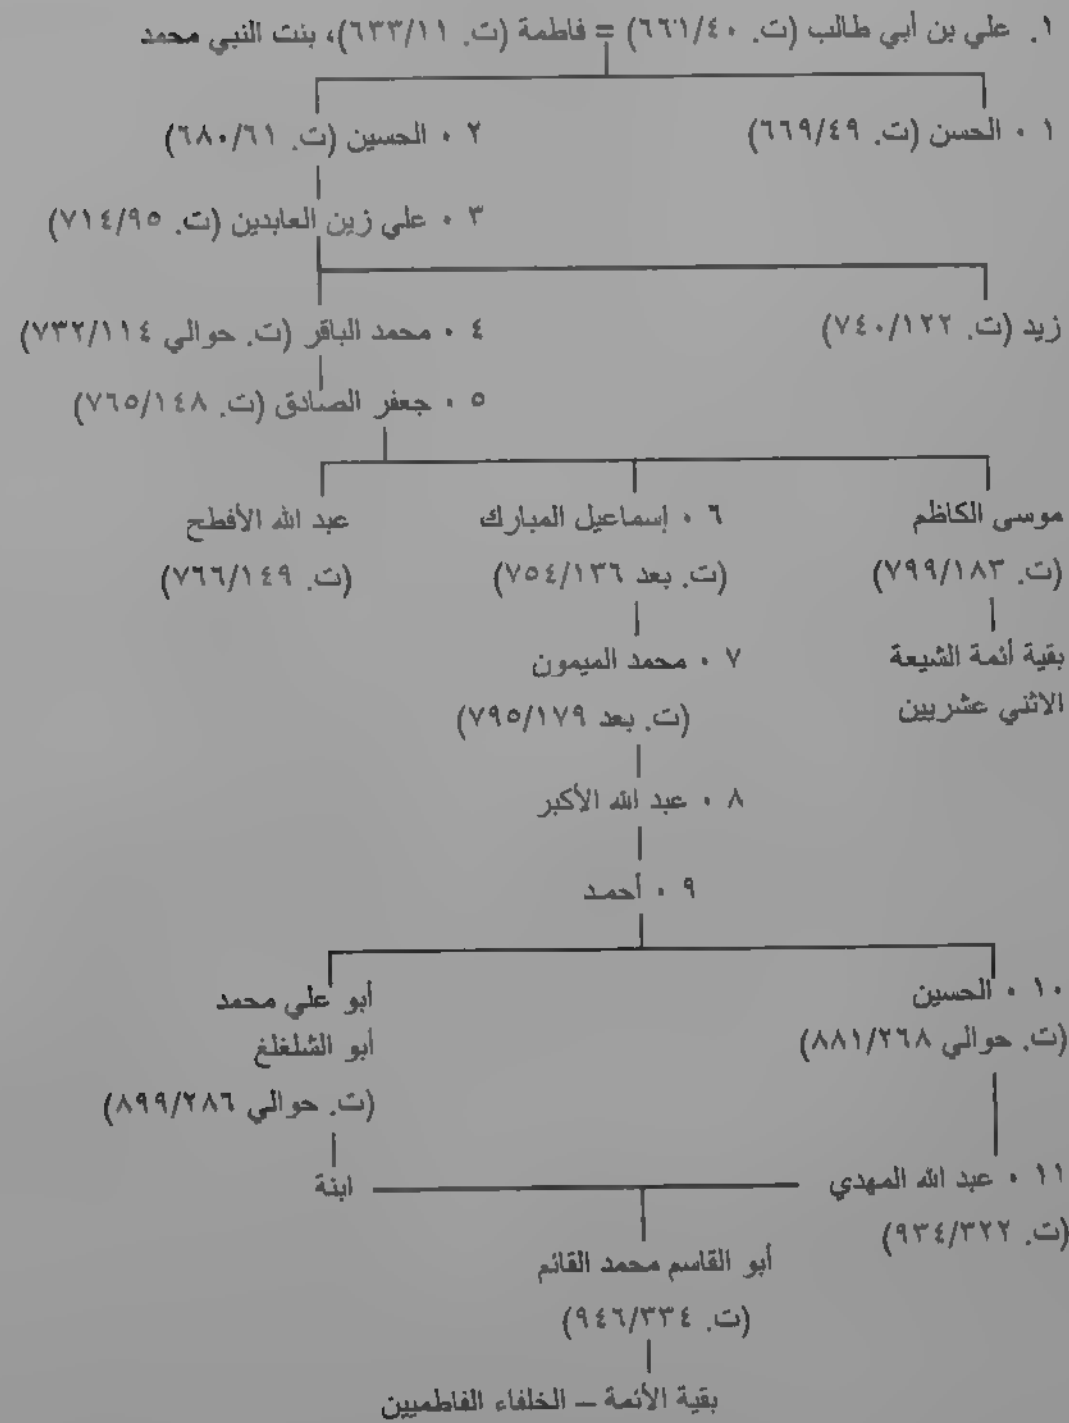 ١. علي بن أبي طالب (ت. ٦٦١/٤٠) = فاطمة (ت. ٦٣٣/١١)، بنت النبي محمد
١ . الحسن (ت. ٦٦٩/٤٩)
٢ . الحسين (ت. ٦٨٠/٦١)
٣ . علي زين العابدين (ت. ٧١٤/٩٥)
زيد (ت. ٧٤٠/١٢٢)
٤ . محمد الباقر (ت. حوالي ٧٣٢/١١٤)
٥ . جعفر الصادق (ت. ٧٦٥/١٤٨)
موسى الكاظم
(ت. ٧٩٩/١٨٣)
بقية أئمة الشيعة
الاثني عشريين
٦ . إسماعيل المبارك
(ت. بعد ٧٥٤/١٣٦)
عبد الله الأفطح
(ت. ٧٦٦/١٤٩)
٧ . محمد الميمون
(ت. بعد ٧٩٥/١٧٩)
٨ . عبد الله الأكبر
٩ . أحمد
١٠ . الحسين
(ت. حوالي ٨٨١/٢٦٨)
أبو علي محمد
أبو الشلغلغ
(ت. حوالي ٨٩٩/٢٨٦)
١١ . عبد الله المهدي
(ت. ٩٣٤/٣٢٢)
ابنة
أبو القاسم محمد القائم
(ت. ٩٤٦/٣٣٤)
بقية الأئمة – الخلفاء الفاطميين